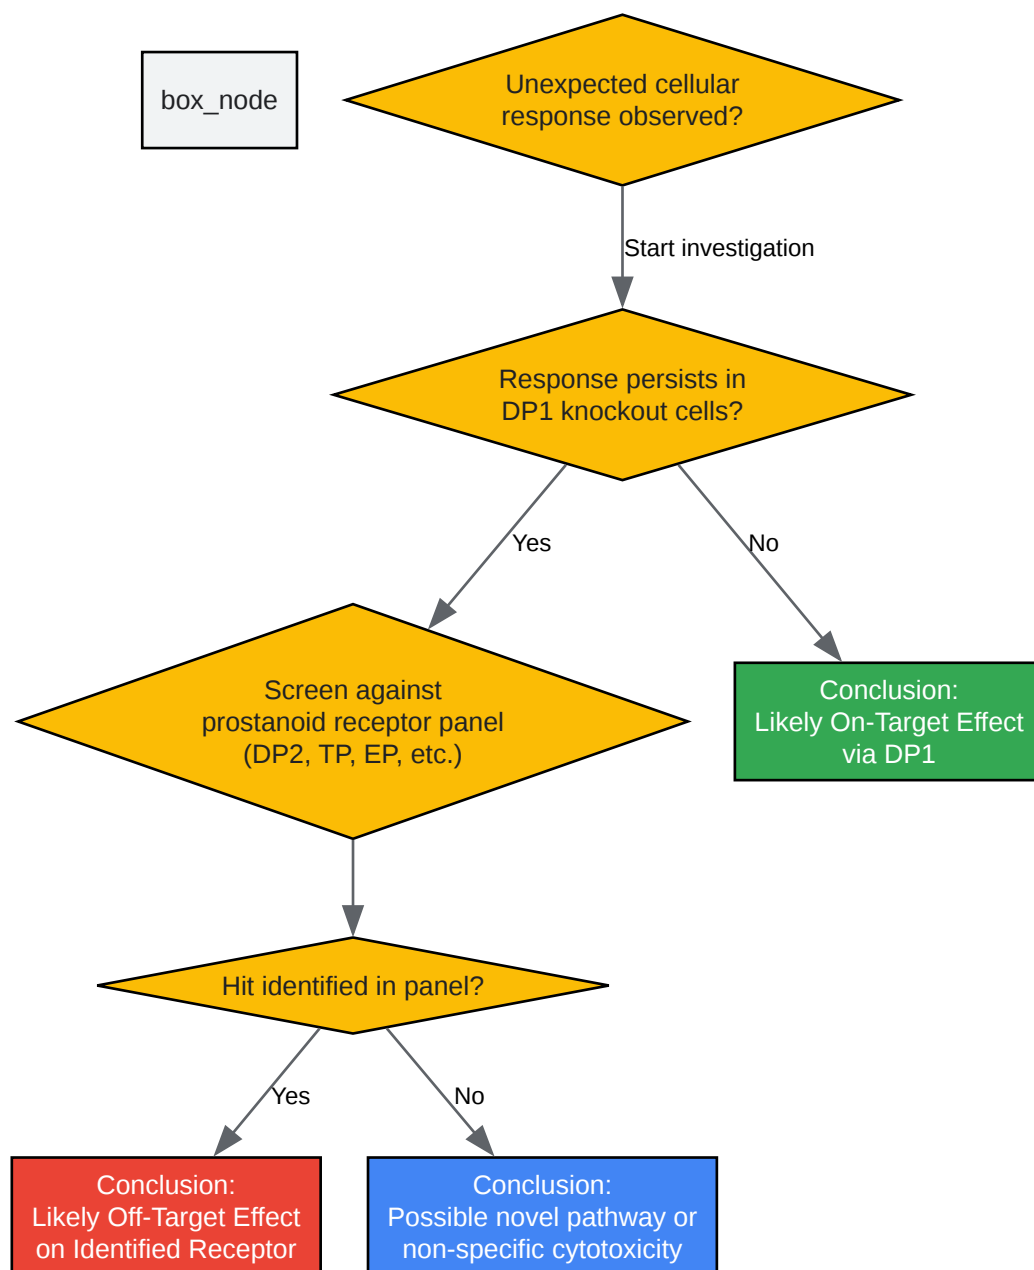 box_node
Unexpected cellular
response observed?
Start investigation
Response persists in
DP1 knockout cells?
Yes
No
Screen against
prostanoid receptor panel
(DP2, TP, EP, etc.)
Conclusion:
Likely On-Target Effect
via DP1
Hit identified in panel?
Yes
No
Conclusion:
Likely Off-Target Effect
on Identified Receptor
Conclusion:
Possible novel pathway or
non-specific cytotoxicity